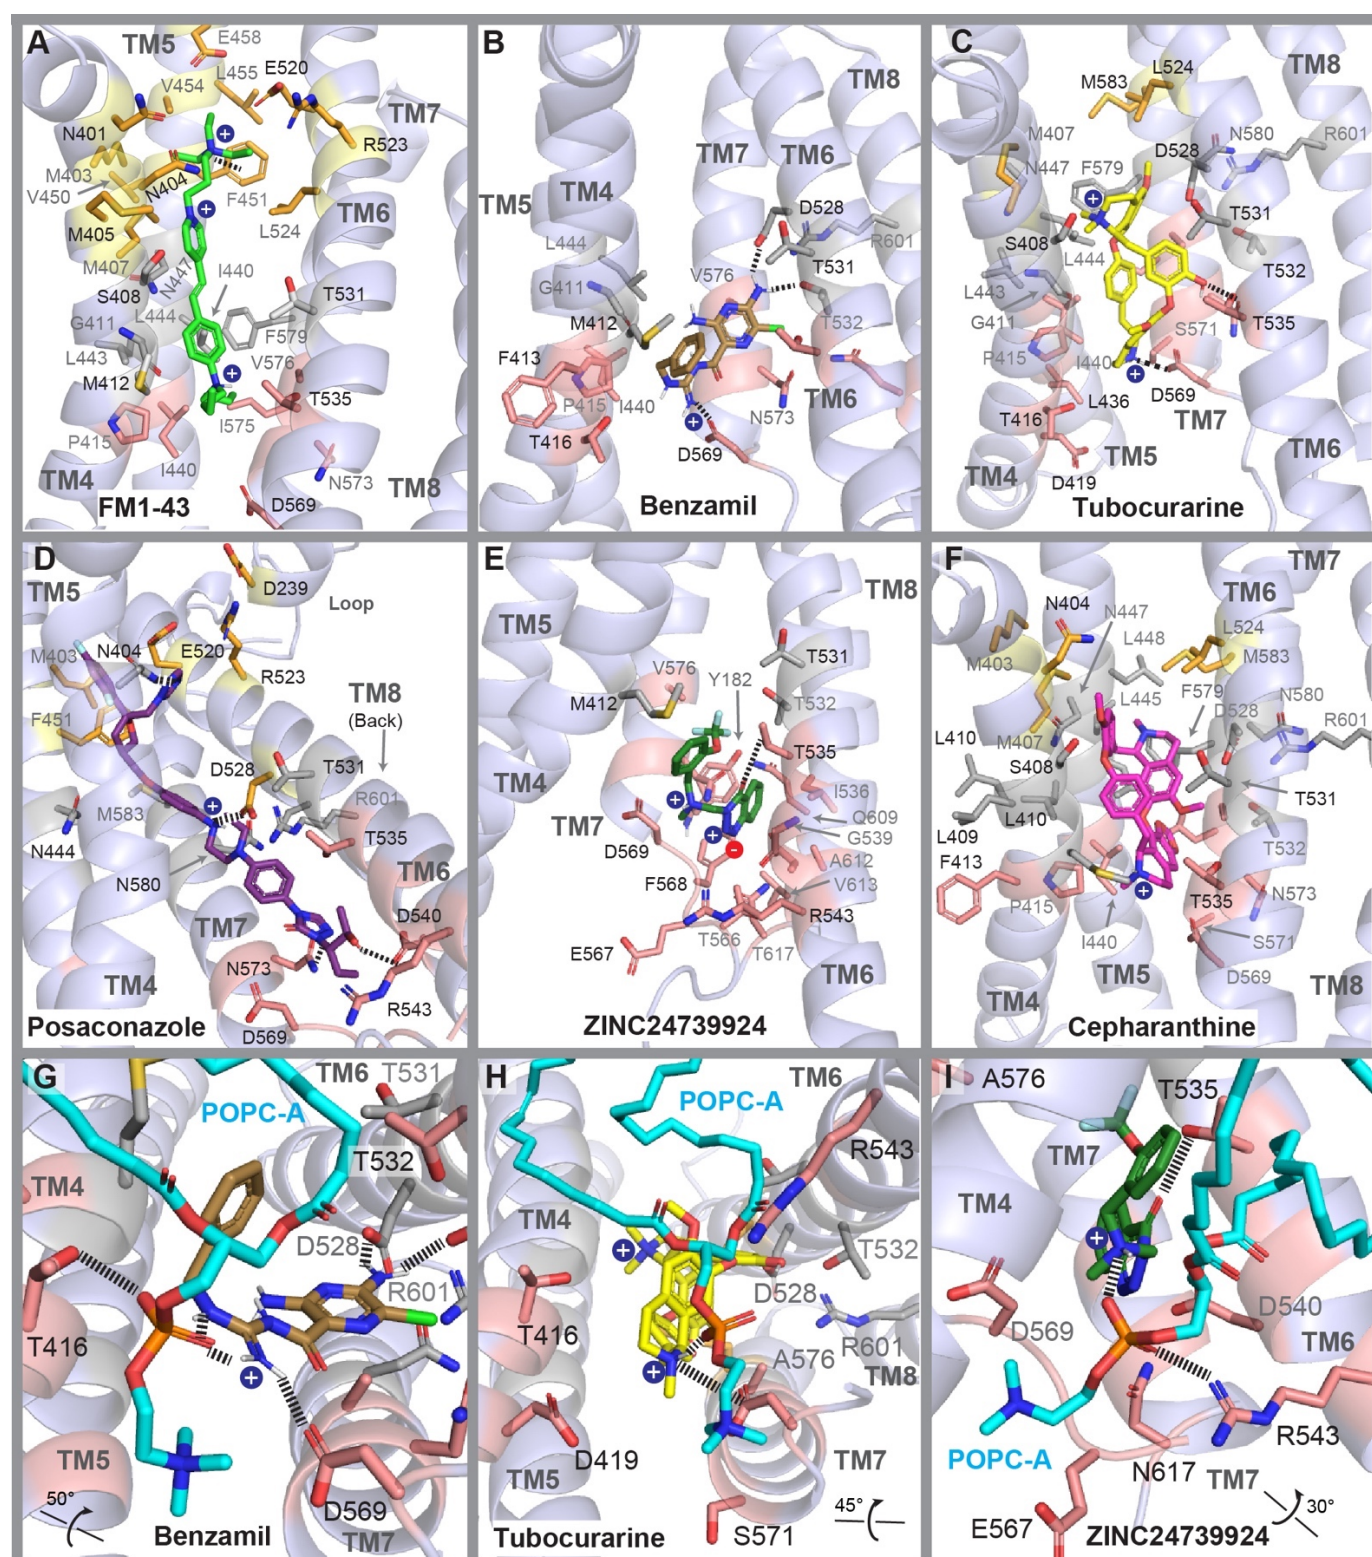 A
TM5
E458
L455
E520
V454
TM7
N401
R523
M403
V450
N404
F451
TM6
L524
M405
M407
N447
I440
S408
T531
G411
L444
F579
L443
V576
M412
T535
P415
I575
I440
N573
TM4
TM8
FM1-43
D569
B
TM8
TM7
TM6
TM4
TM5
D528
L444
R601
V576
T531
G411
M412
T532
F413
P415
I440
TM6
N573
T416
D569
Benzamil
C
L524
TM8
M583
M407
N580
R601
D528
N447
F579
T531
S408
L444
T532
L443
G411
S571
T535
P415
I440
D569
L436
TM7
T416
TM6
TM5
TM4
D419
Tubocurarine
D
D239
TM5
Loop
N404
E520
M403
R523
TM8
(Back)
F451
D528
T531
M583
R601
N444
T535
N580
TM6
D540
TM7
N573
TM4
R543
Posaconazole
D569
E
TM8
TM5
T531
V576
Y182
M412
T532
T535
TM4
I536
Q609
TM7
G539
D569
A612
F568
V613
R543
T566
E567
T617
TM6
ZINC24739924
F
TM7
N404
N447
TM6
L448
L524
M403
M583
L445
F579
N580
D528
R601
M407
L410
S408
T531
L409
L410
T532
F413
T535
N573
P415
I440
S571
TM5
D569
TM4
TM8
Cepharanthine
G
TM6
T531
POPC-A
T532
TM4
D528
R601
T416
TM5
D569
50°
Benzamil
TM7
H
TM6
POPC-A
R543
TM4
T532
D528
T416
A576
R601
TM8
D419
TM7
TM5
45°
Tubocurarine
S571
I
A576
T535
TM7
TM4
D569
D540
TM6
R543
POPC-A
N617
TM7
E567
30°
ZINC24739924